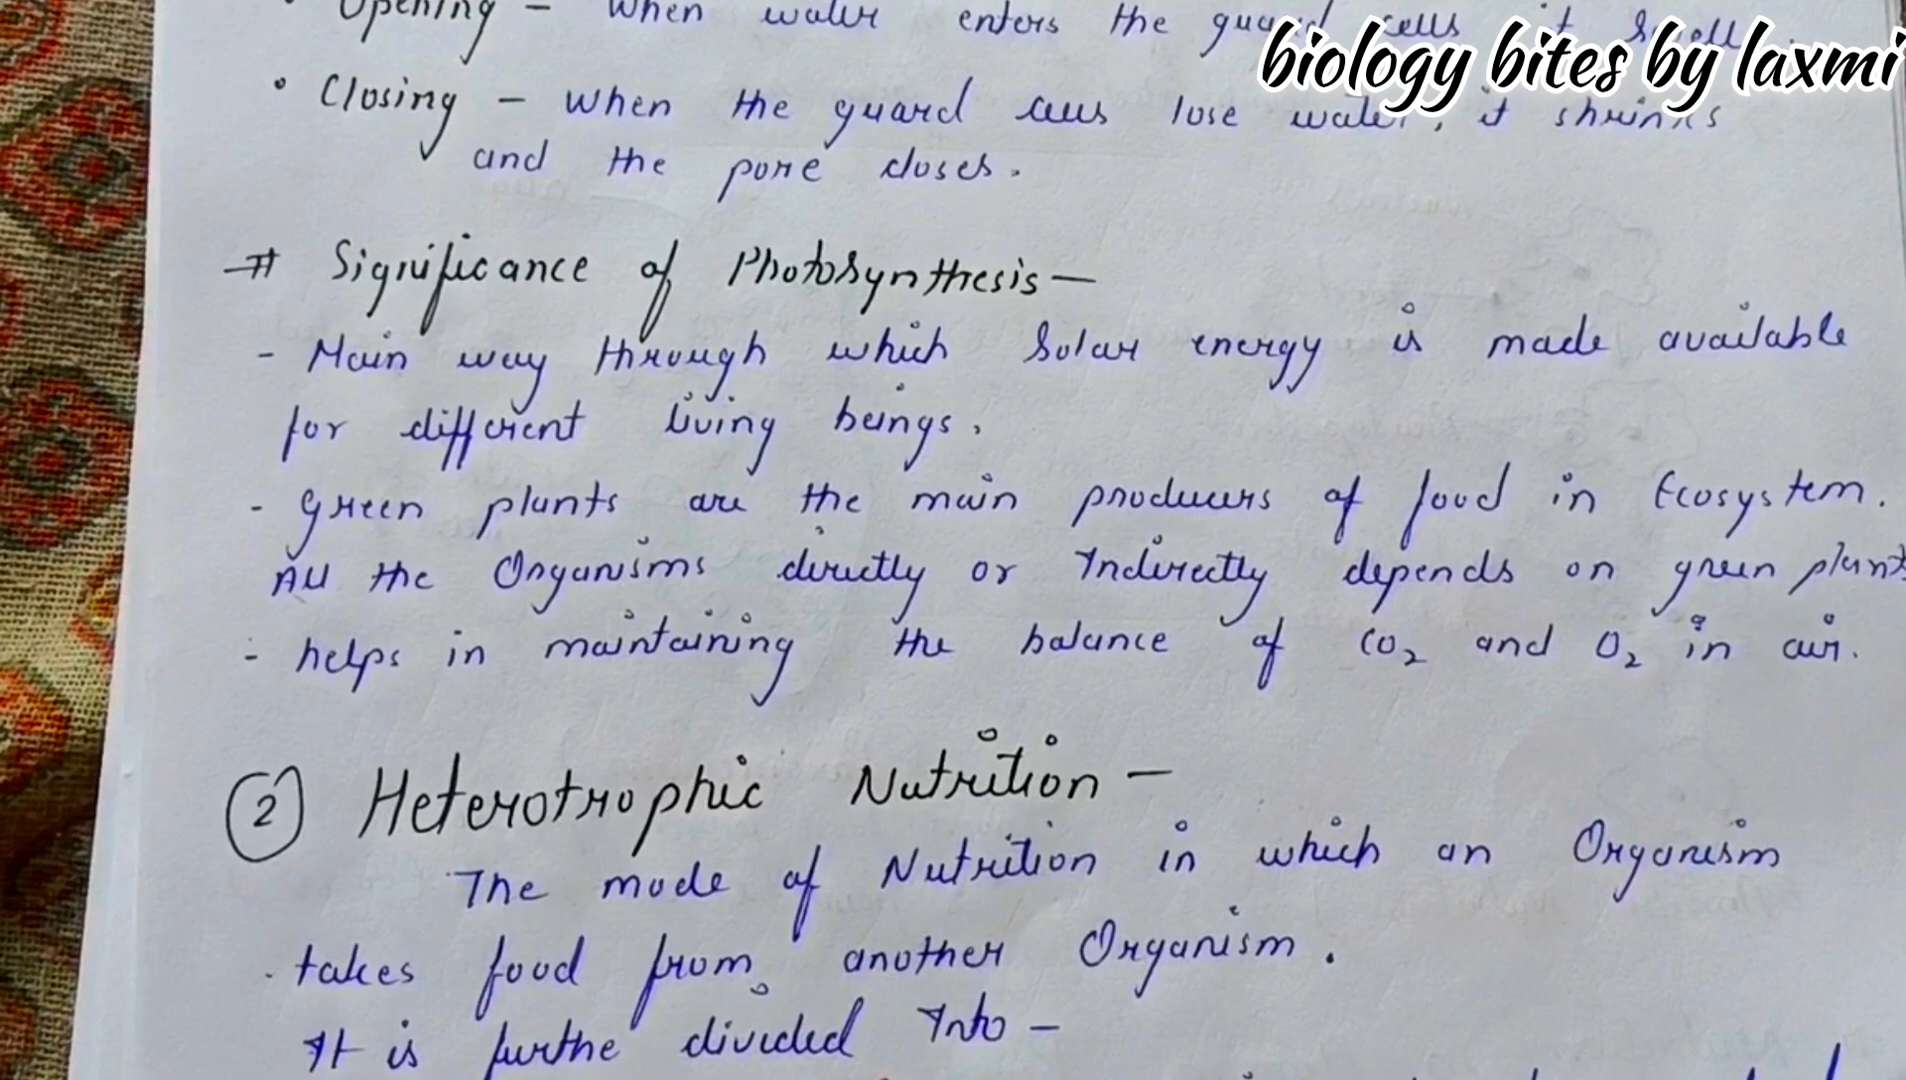 • Opening - When water enters the guard cells it swell
biology bites by laxmi
• Closing - when the guard cells lose water, it shrinks
and the pore closes.
# Significance of Photosynthesis —
- Main way through which Solar energy is made available
for different living beings.
- Green plants are the main producers of food in Ecosystem.
All the Organisms directly or Indirectly depends on green plants
- helps in maintaining the balance of CO2 and O2 in air.
② Heterotrophic Nutrition —
The mode of Nutrition in which an Organism
takes food from another Organism.
It is furthe divided Into —